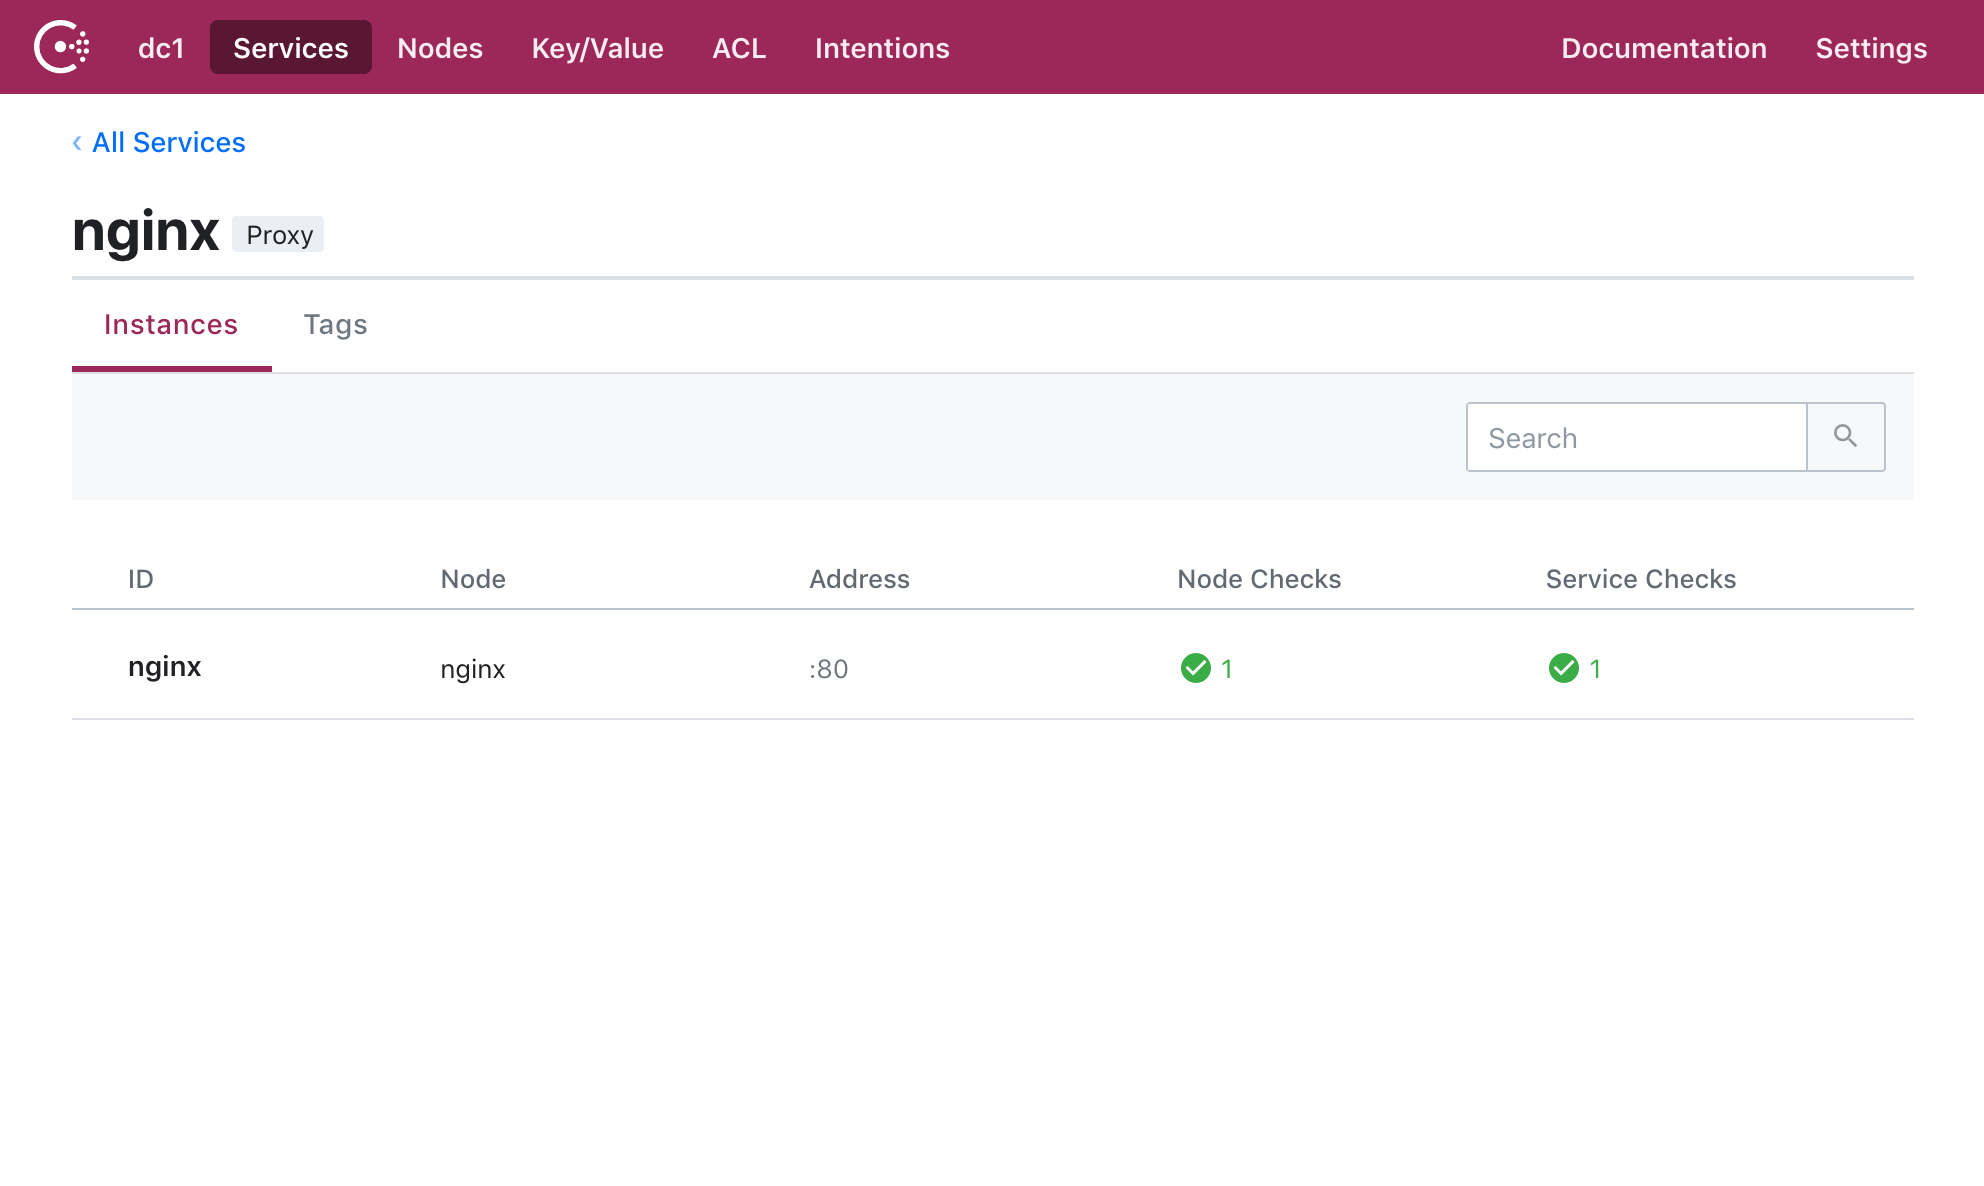 dc1 Services Nodes Key/Value ACL Intentions Documentation Settings
‹ All Services
nginx Proxy
Instances Tags
Search
ID Node Address Node Checks Service Checks
nginx nginx :80 1 1